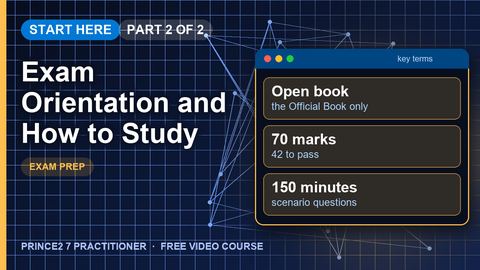 START HERE
PART 2 OF 2
Exam
Orientation and
How to Study
EXAM PREP
key terms
Open book
the Official Book only
70 marks
42 to pass
150 minutes
scenario questions
PRINCE2 7 PRACTITIONER · FREE VIDEO COURSE